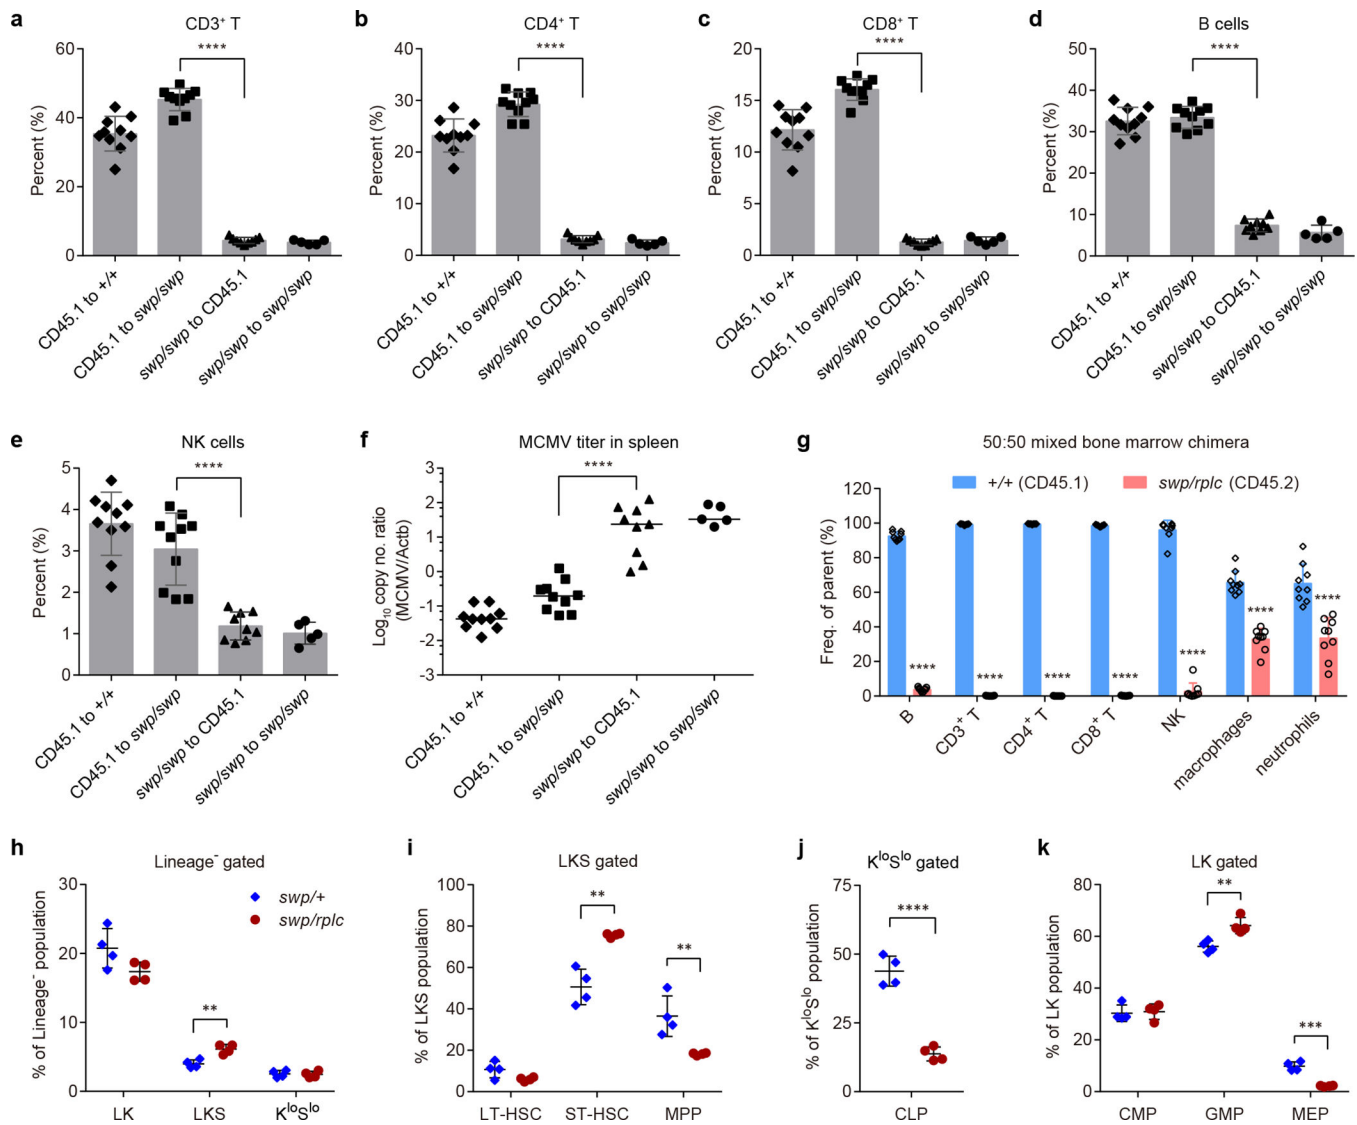 a
CD3⁺ T
Percent (%)
60
40
20
0
****
CD45.1 to +/+
CD45.1 to swp/swp
swp/swp to CD45.1
swp/swp to swp/swp
b
CD4⁺ T
Percent (%)
40
30
20
10
0
****
CD45.1 to +/+
CD45.1 to swp/swp
swp/swp to CD45.1
swp/swp to swp/swp
c
CD8⁺ T
Percent (%)
20
15
10
5
0
****
CD45.1 to +/+
CD45.1 to swp/swp
swp/swp to CD45.1
swp/swp to swp/swp
d
B cells
Percent (%)
50
40
30
20
10
0
****
CD45.1 to +/+
CD45.1 to swp/swp
swp/swp to CD45.1
swp/swp to swp/swp
e
NK cells
Percent (%)
5
4
3
2
1
0
****
CD45.1 to +/+
CD45.1 to swp/swp
swp/swp to CD45.1
swp/swp to swp/swp
f
MCMV titer in spleen
Log₁₀ copy no. ratio
(MCMV/Actb)
3
2
1
0
–1
–2
–3
****
CD45.1 to +/+
CD45.1 to swp/swp
swp/swp to CD45.1
swp/swp to swp/swp
g
50:50 mixed bone marrow chimera
+/+ (CD45.1)
swp/rplc (CD45.2)
Freq. of parent (%)
120
100
80
60
40
20
0
****
****
****
****
****
****
****
B
CD3⁺ T
CD4⁺ T
CD8⁺ T
NK
macrophages
neutrophils
h
Lineage⁻ gated
% of Lineage⁻ population
30
20
10
0
swp/+
swp/rplc
**
LK
LKS
KˡᵒSˡᵒ
i
LKS gated
% of LKS population
100
80
60
40
20
0
**
**
LT-HSC
ST-HSC
MPP
j
KˡᵒSˡᵒ gated
% of KˡᵒSˡᵒ population
75
50
25
0
****
CLP
k
LK gated
% of LK population
80
60
40
20
0
**
***
CMP
GMP
MEP